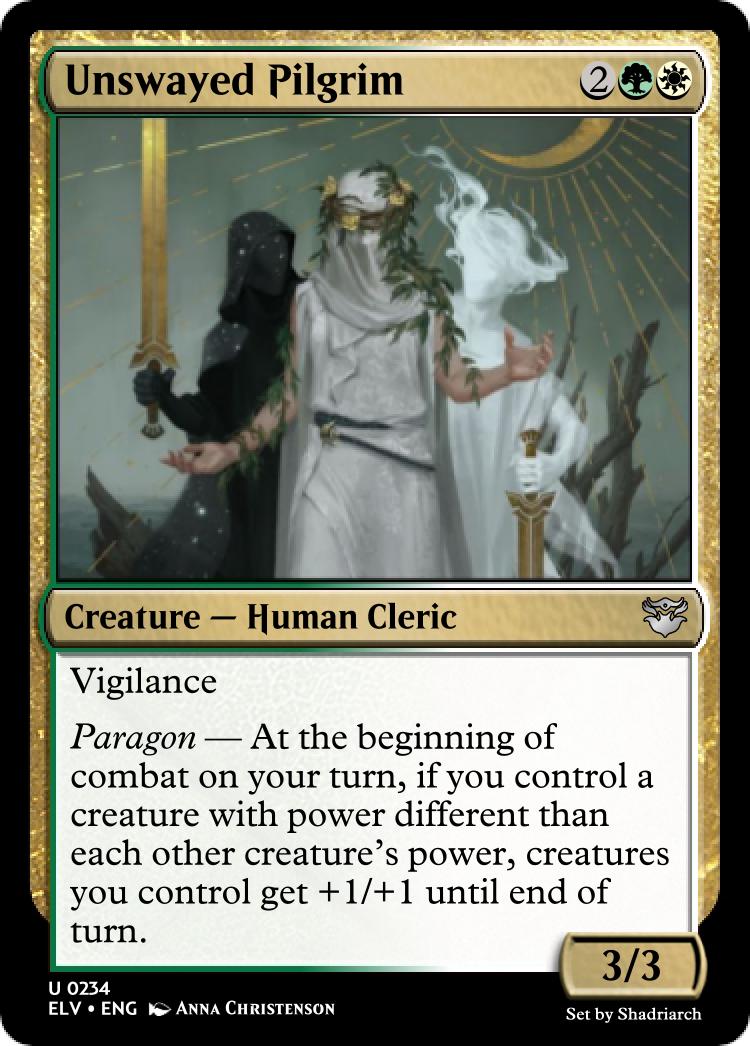 Unswayed Pilgrim 2
Creature — Human Cleric
Vigilance
Paragon — At the beginning of
combat on your turn, if you control a
creature with power different than
each other creature’s power, creatures
you control get +1/+1 until end of
turn.
3/3
U 0234
ELV • ENG Anna Christenson
Set by Shadriarch